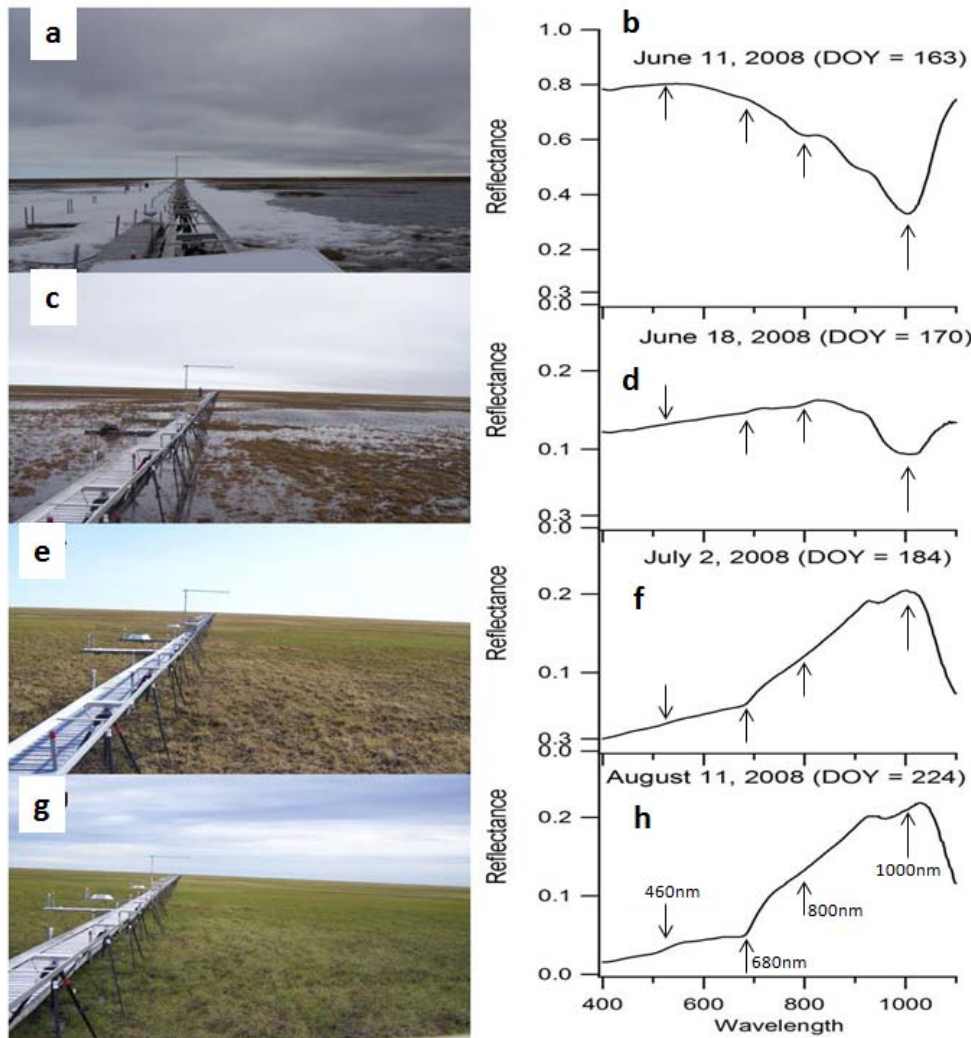 a
b
June 11, 2008 (DOY = 163)
Reflectance
1.0
0.8
0.6
0.4
0.2
0.3
0.0
c
June 18, 2008 (DOY = 170)
d
Reflectance
0.2
0.1
0.3
0.0
e
July 2, 2008 (DOY = 184)
f
Reflectance
0.2
0.1
0.3
0.0
g
August 11, 2008 (DOY = 224)
h
Reflectance
0.2
0.1
0.0
460nm
680nm
800nm
1000nm
400 600 800 1000
Wavelength